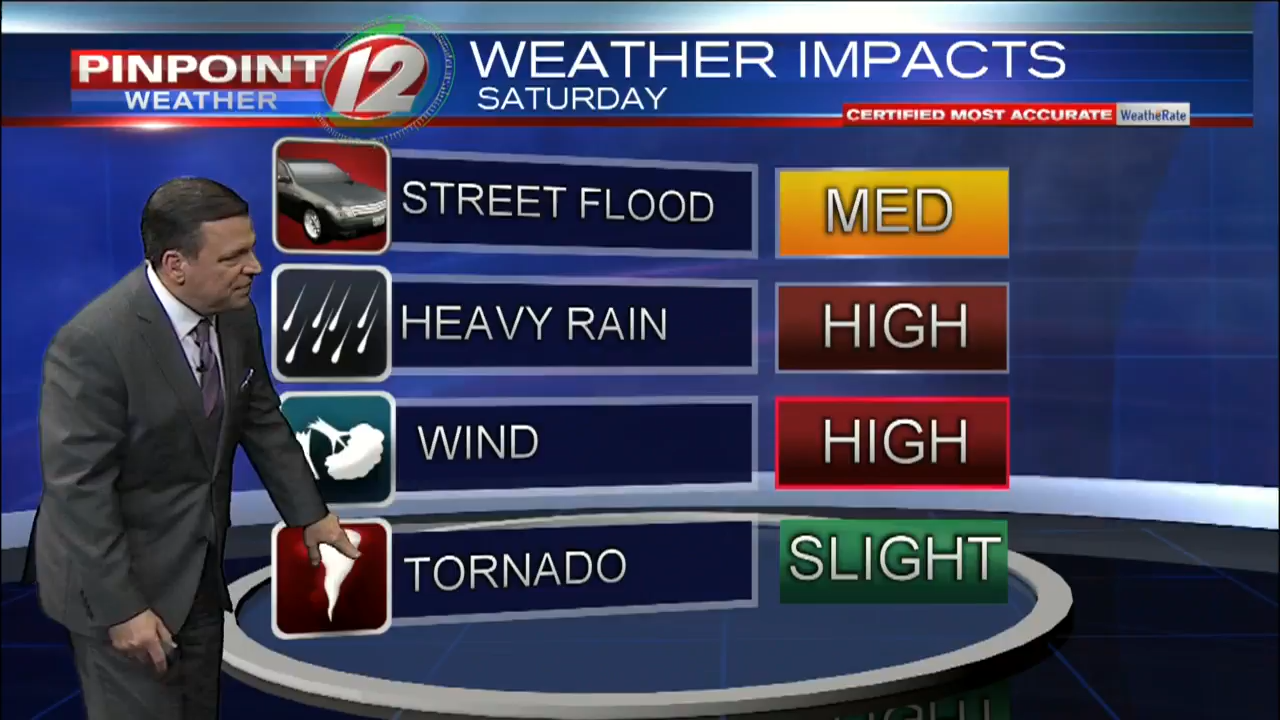 PINPOINT
WEATHER
12
WEATHER IMPACTS
SATURDAY
CERTIFIED MOST ACCURATE WeatheRate
STREET FLOOD MED
HEAVY RAIN HIGH
WIND HIGH
TORNADO SLIGHT